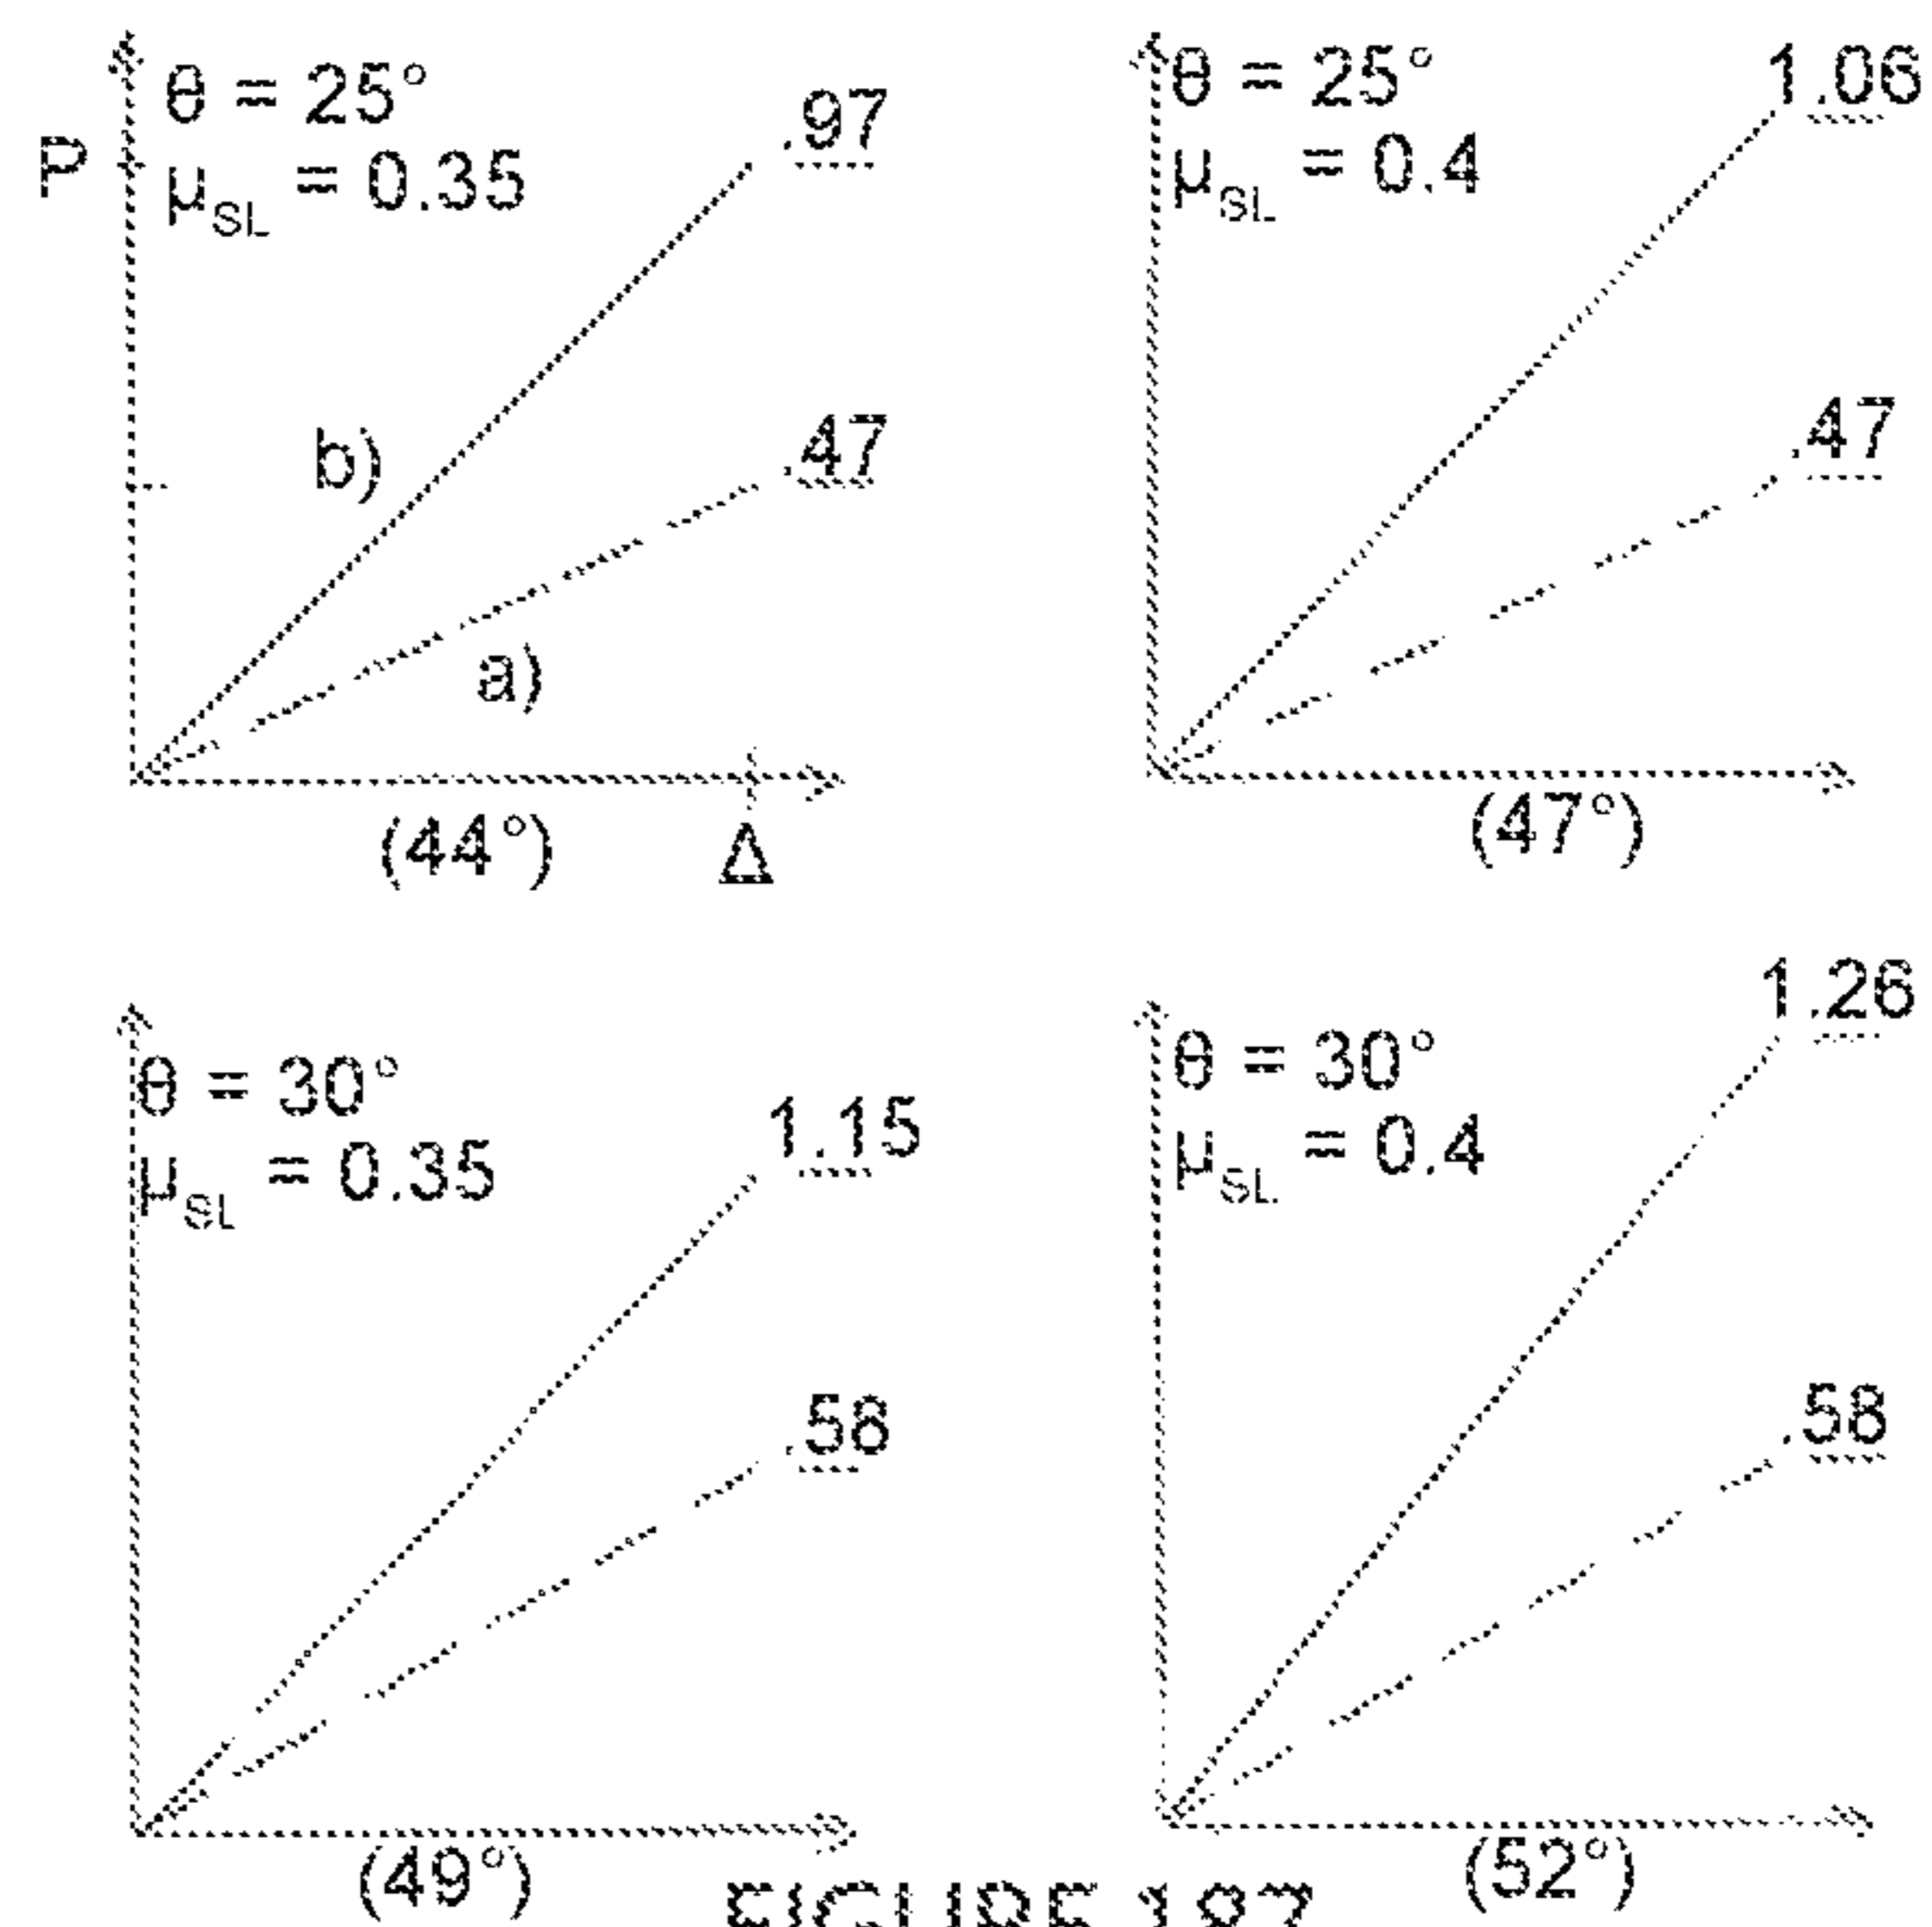 θ = 25°
P
μSL = 0.35
.97
b)
.47
a)
(44°)
Δ
θ = 25°
μSL = 0.4
1.06
.47
(47°)
θ = 30°
μSL = 0.35
1.15
.58
(49°)
θ = 30°
μSL = 0.4
1.26
.58
(52°)